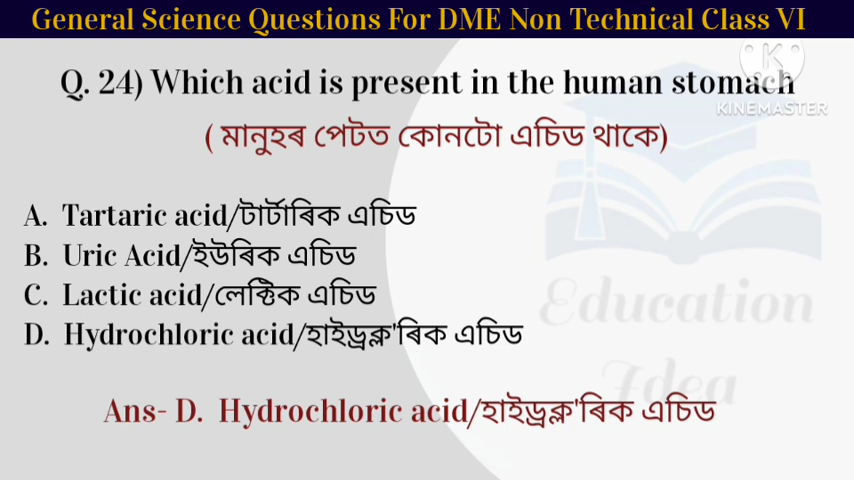 General Science Questions For DME Non Technical Class VI
K
KINEMASTER
Q. 24) Which acid is present in the human stomach
( মানুহৰ পেটত কোনটো এচিড থাকে)
A. Tartaric acid/টাৰ্টাৰিক এচিড
B. Uric Acid/ইউৰিক এচিড
C. Lactic acid/লেক্টিক এচিড
D. Hydrochloric acid/হাইড্ৰক্ল'ৰিক এচিড
Education
Idea
Ans- D. Hydrochloric acid/হাইড্ৰক্ল'ৰিক এচিড